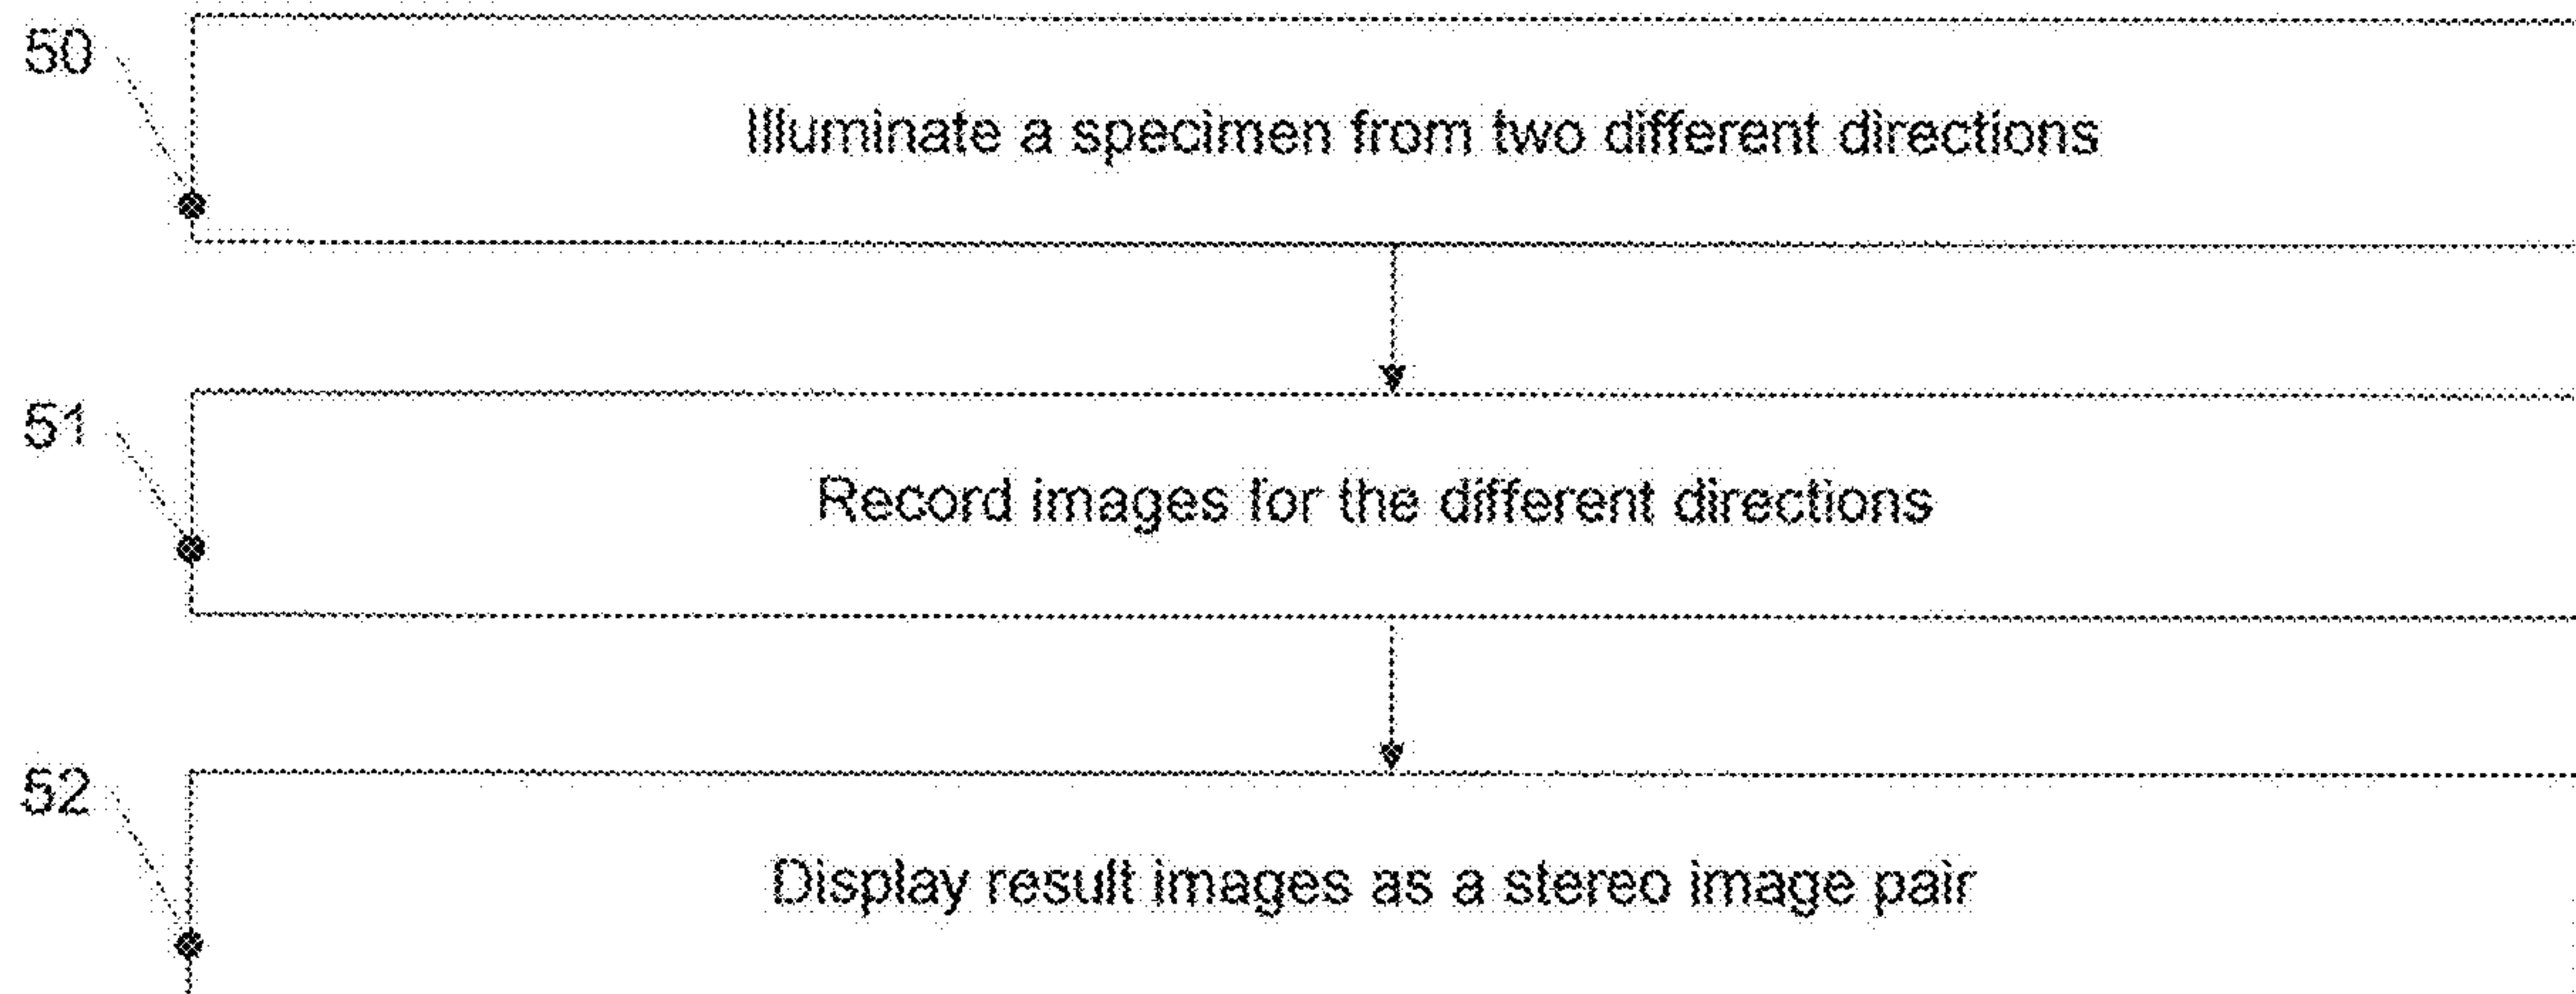 50
Illuminate a specimen from two different directions
51
Record images for the different directions
52
Display result images as a stereo image pair